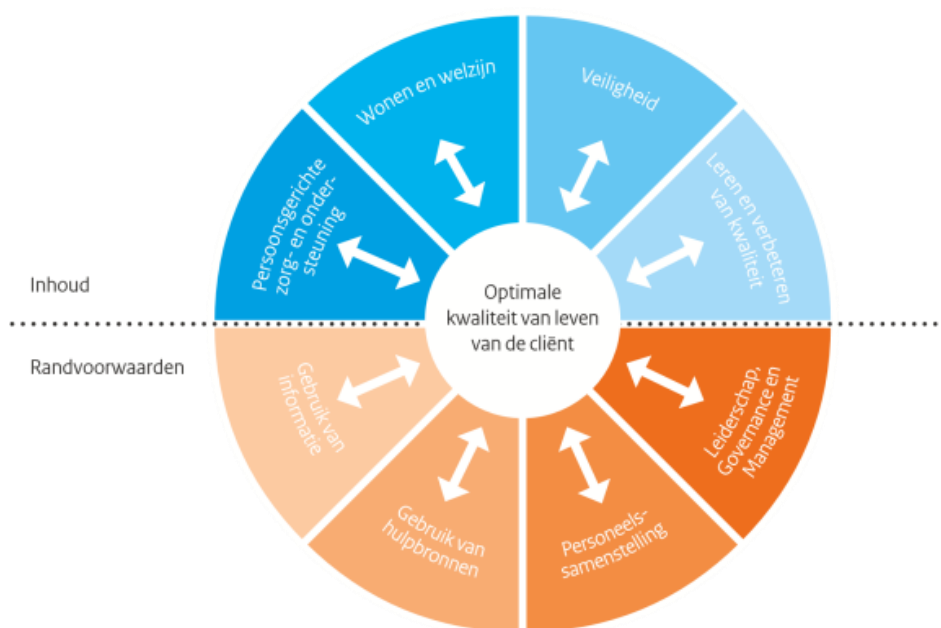 Wonen en welzijn
Veiligheid
Persoonsgerichte
zorg- en onder-
steuning
Leren en verbeteren
van kwaliteit
Inhoud
Optimale
kwaliteit van leven
van de cliënt
Randvoorwaarden
Gebruik van
informatie
Leiderschap,
Governance en
Management
Gebruik van
hulpbronnen
Personeels-
samenstelling